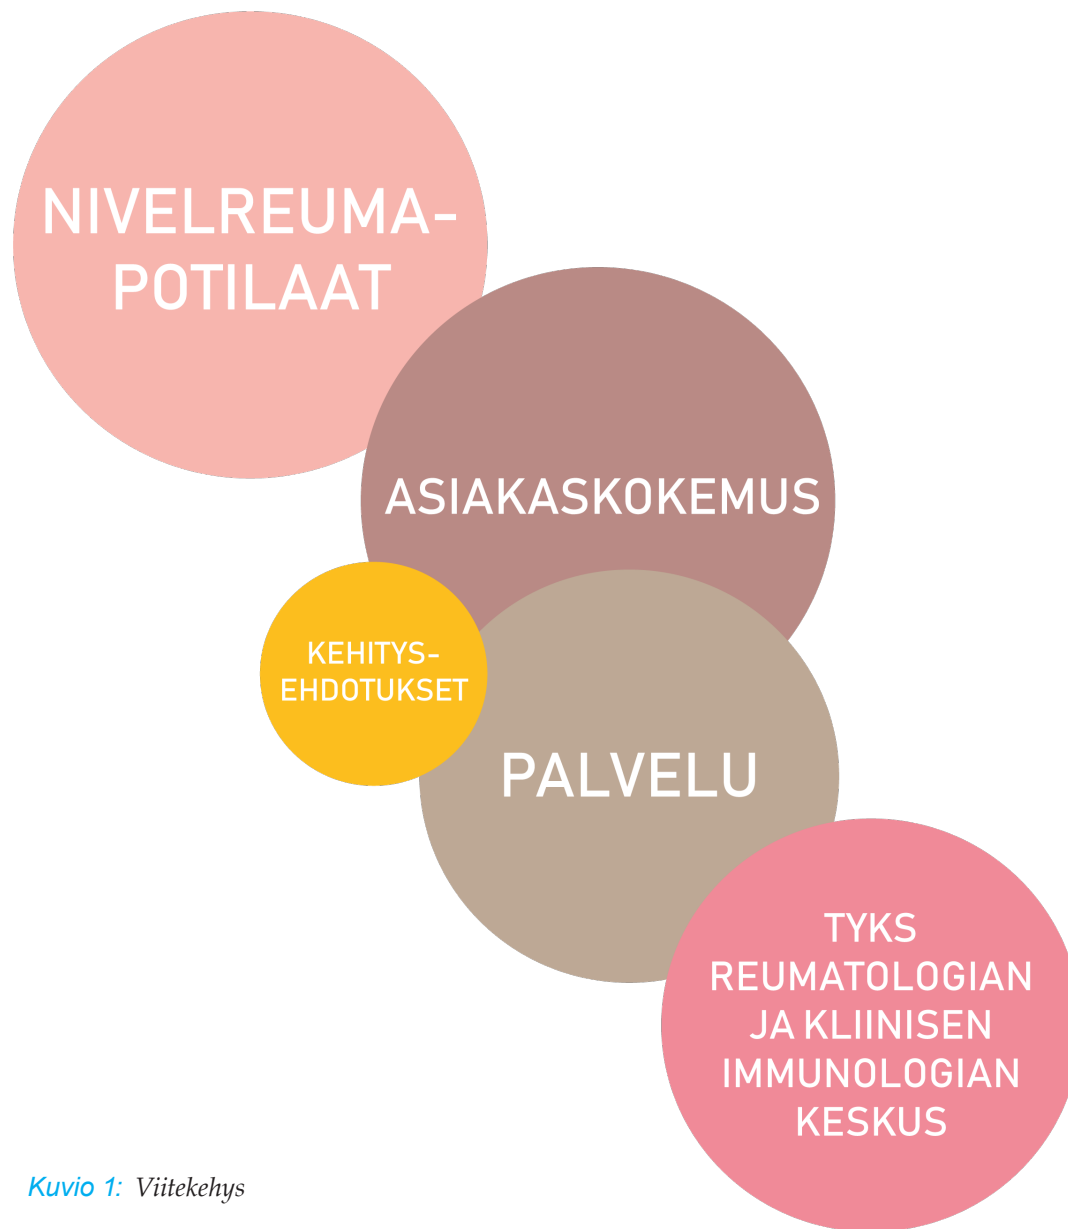 NIVELREUMA-
POTILAAT
ASIAKASKOKEMUS
KEHITYS-
EHDOTUKSET
PALVELU
TYKS
REUMATOLOGIAN
JA KLIINISEN
IMMUNOLOGIAN
KESKUS
Kuvio 1: Viitekehys